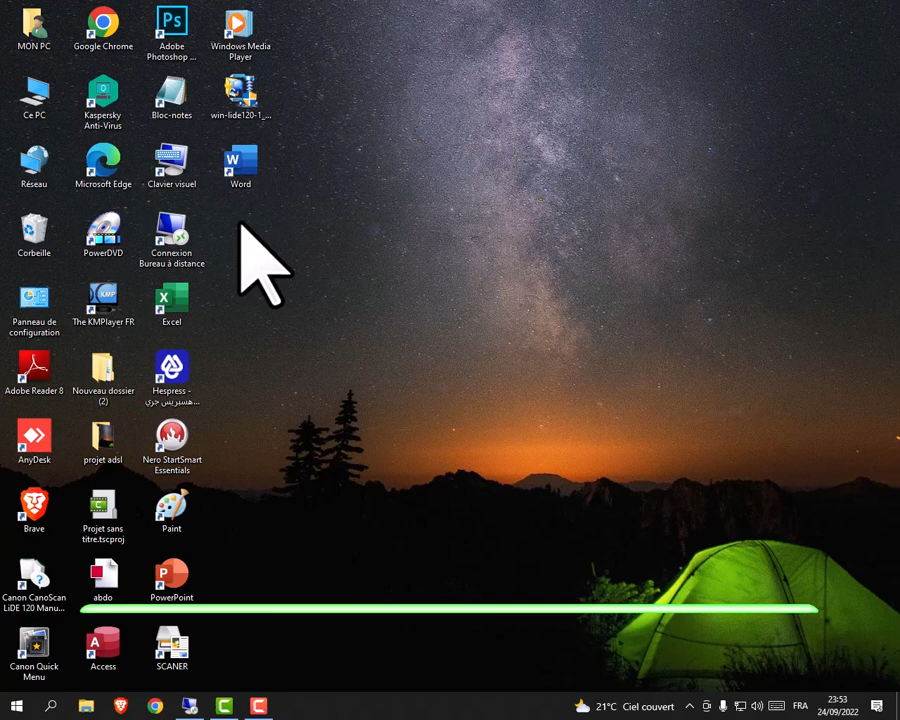 MON PC
Google Chrome
Adobe
Photoshop ...
Windows Media
Player
Ce PC
Kaspersky
Anti-Virus
Bloc-notes
win-lide120-1_...
Réseau
Microsoft Edge
Clavier visuel
Word
Corbeille
PowerDVD
Connexion
Bureau à distance
Panneau de
configuration
The KMPlayer FR
Excel
Adobe Reader 8
Nouveau dossier
(2)
Hespress -
هسبريس جري...
AnyDesk
projet adsl
Nero StartSmart
Essentials
Brave
Projet sans
titre.tscproj
Paint
Canon CanoScan
LiDE 120 Manu...
abdo
PowerPoint
Canon Quick
Menu
Access
SCANER
21°C Ciel couvert
FRA
23:53
24/09/2022